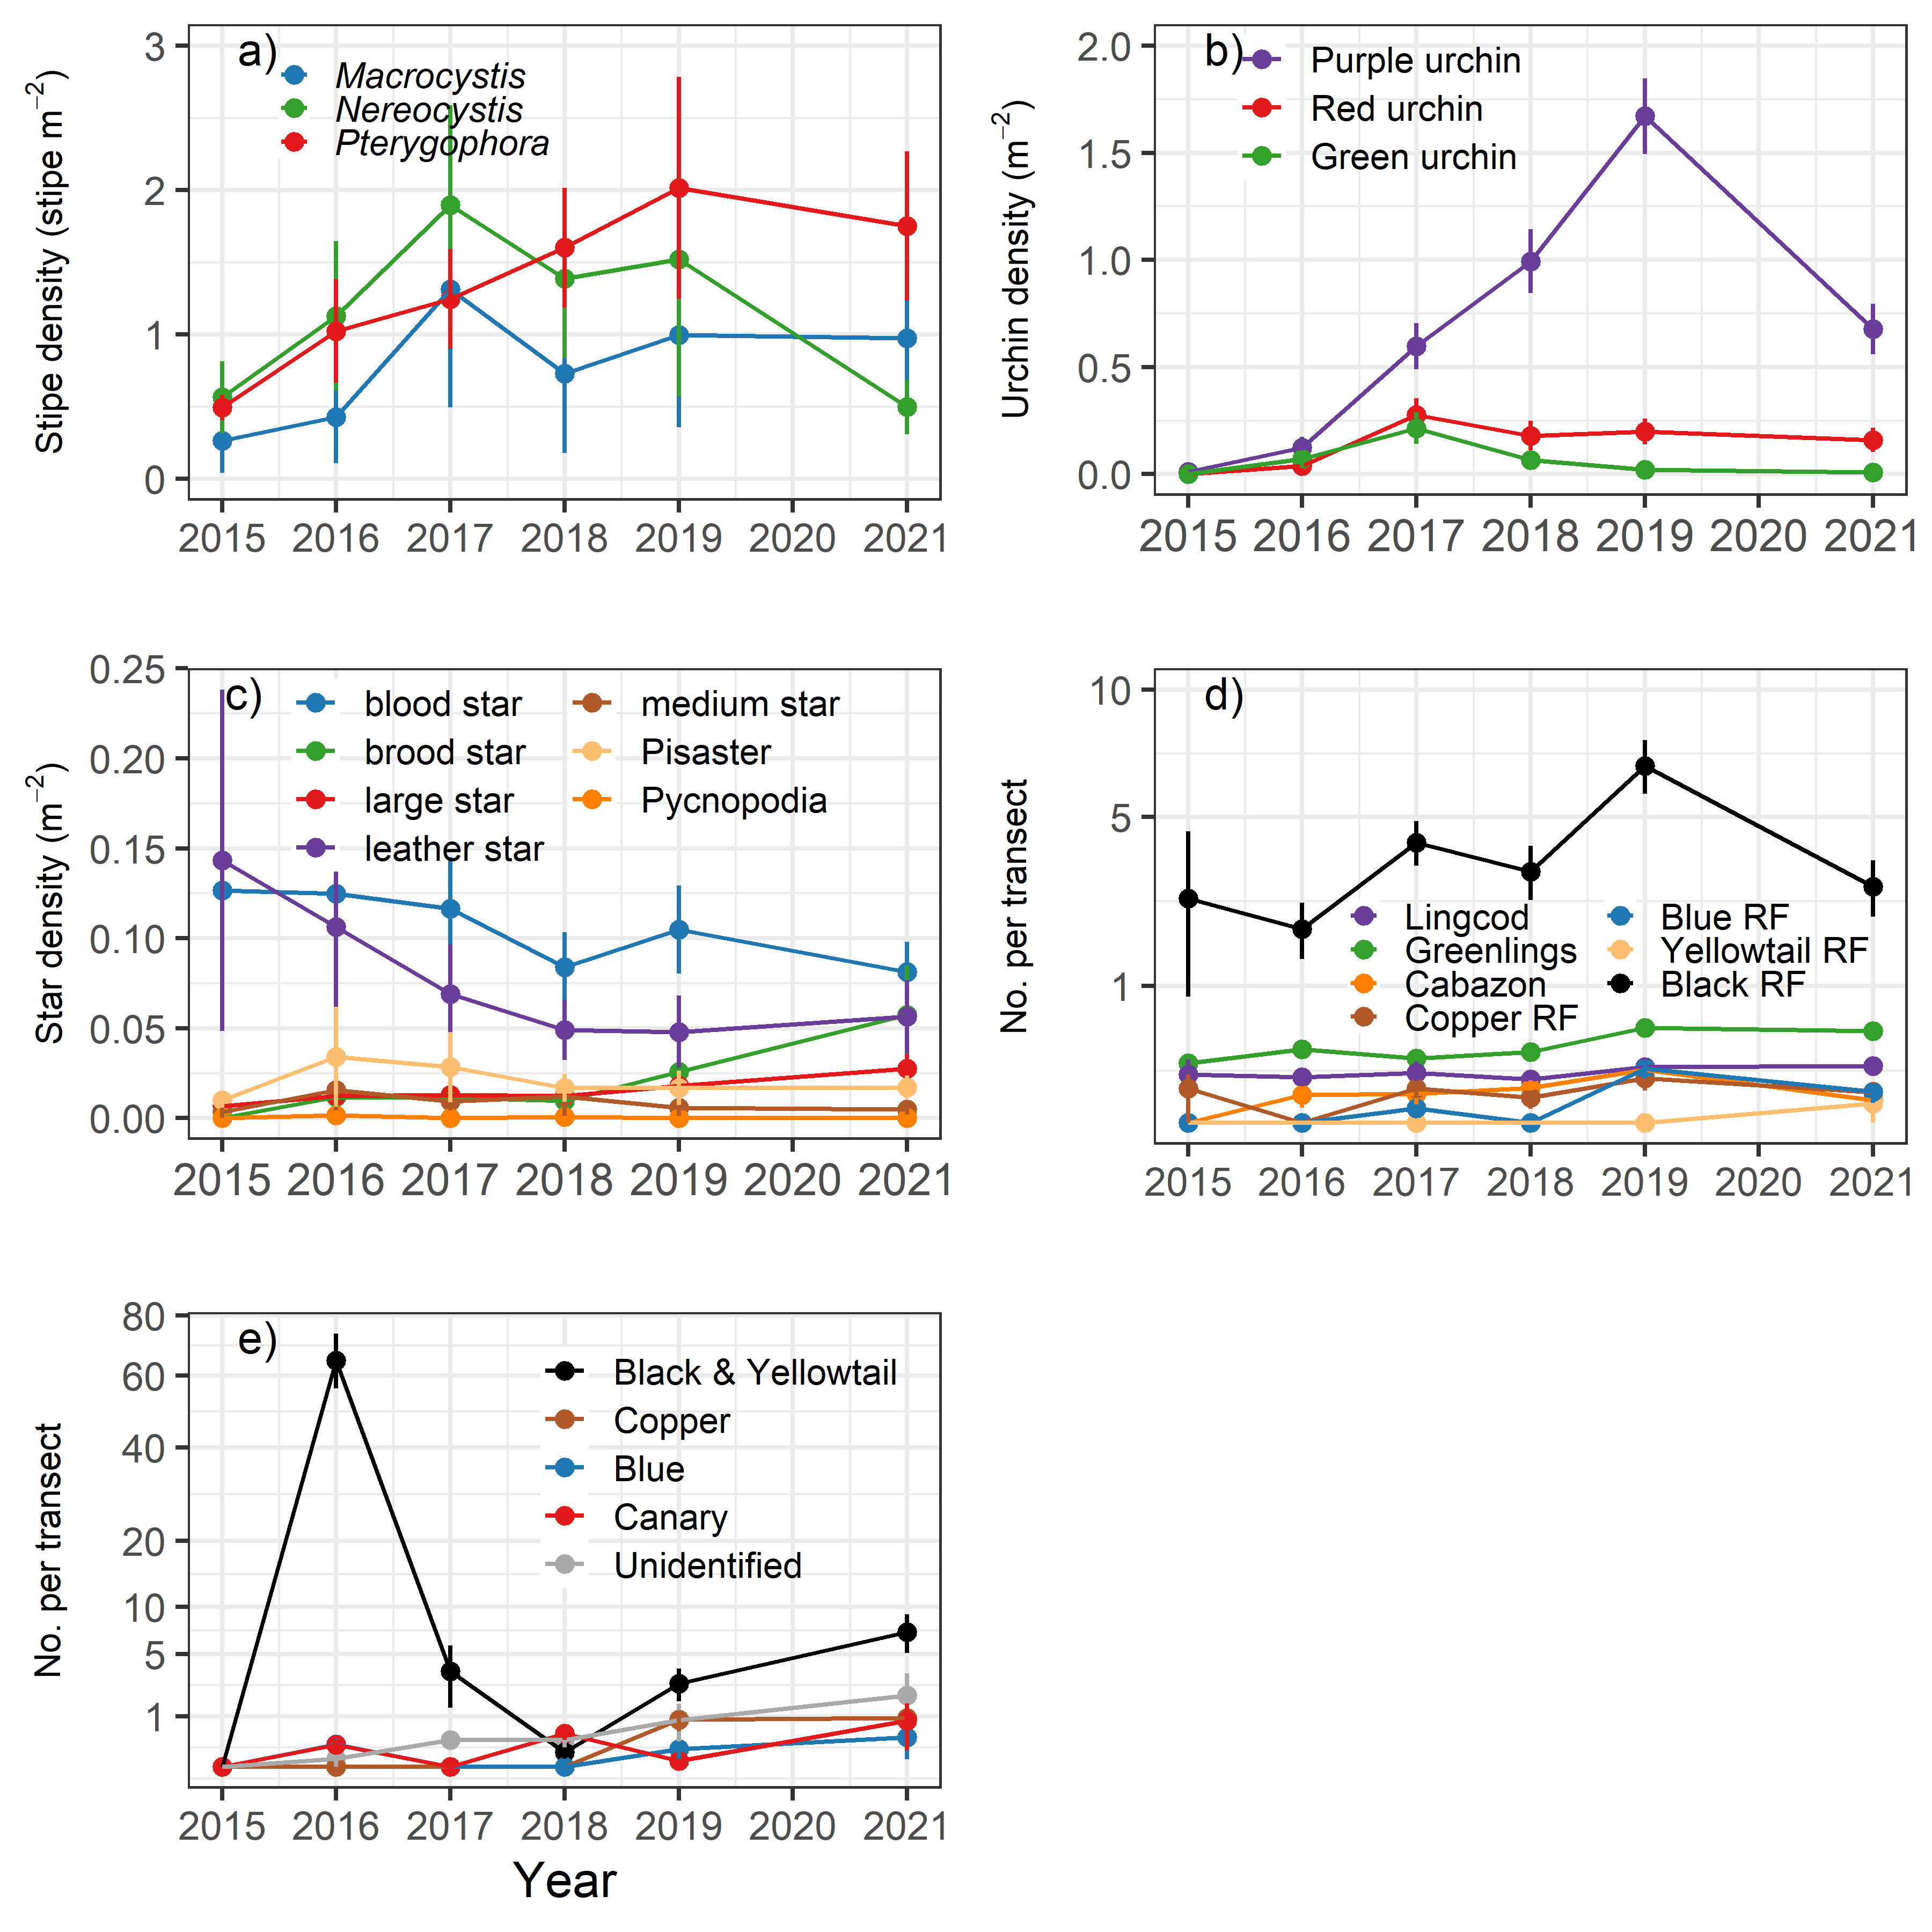 a)
Macrocystis
Nereocystis
Pterygophora
3
2
1
0
Stipe density (stipe m⁻²)
2015 2016 2017 2018 2019 2020 2021
b)
Purple urchin
Red urchin
Green urchin
2.0
1.5
1.0
0.5
0.0
Urchin density (m⁻²)
2015 2016 2017 2018 2019 2020 2021
c)
blood star
brood star
large star
leather star
medium star
Pisaster
Pycnopodia
0.25
0.20
0.15
0.10
0.05
0.00
Star density (m⁻²)
2015 2016 2017 2018 2019 2020 2021
d)
Lingcod
Greenlings
Cabazon
Copper RF
Blue RF
Yellowtail RF
Black RF
10
5
1
No. per transect
2015 2016 2017 2018 2019 2020 2021
e)
Black & Yellowtail
Copper
Blue
Canary
Unidentified
80
60
40
20
10
5
1
No. per transect
2015 2016 2017 2018 2019 2020 2021
Year